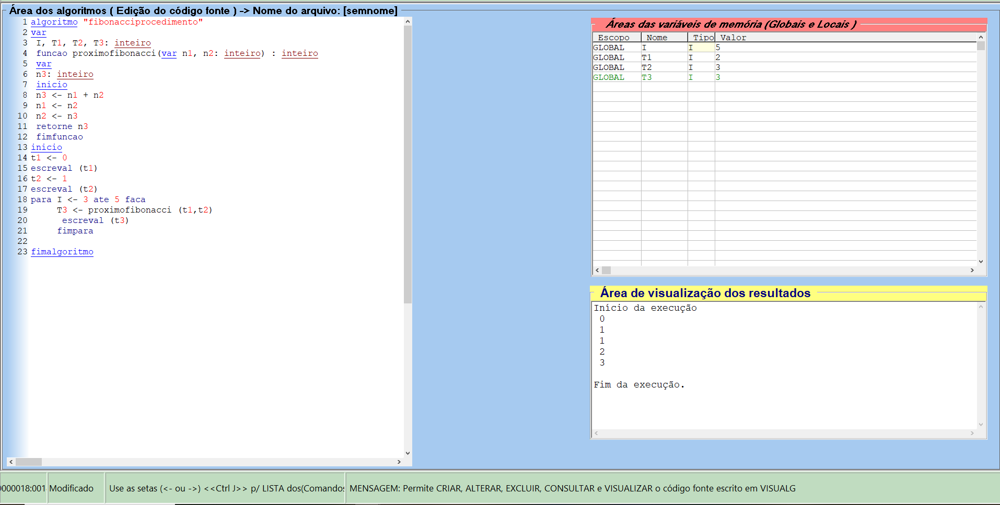 Área dos algoritmos ( Edição do código fonte ) -> Nome do arquivo: [semnome]
1 algoritmo "fibonacciprocedimento"
2 var
3 I, T1, T2, T3: inteiro
4 funcao proximofibonacci(var n1, n2: inteiro) : inteiro
5 var
6 n3: inteiro
7 inicio
8 n3 <- n1 + n2
9 n1 <- n2
10 n2 <- n3
11 retorne n3
12 fimfuncao
13 inicio
14 t1 <- 0
15 escreval (t1)
16 t2 <- 1
17 escreval (t2)
18 para I <- 3 ate 5 faca
19 T3 <- proximofibonacci (t1,t2)
20 escreval (t3)
21 fimpara
22
23 fimalgoritmo
Áreas das variáveis de memória (Globais e Locais )
Escopo Nome Tipo Valor
GLOBAL I I 5
GLOBAL T1 I 2
GLOBAL T2 I 3
GLOBAL T3 I 3
Área de visualização dos resultados
Início da execução
0
1
1
2
3
Fim da execução.
000018:001 Modificado Use as setas (<- ou ->) <<Ctrl J>> p/ LISTA dos(Comandos MENSAGEM: Permite CRIAR, ALTERAR, EXCLUIR, CONSULTAR e VISUALIZAR o código fonte escrito em VISUALG